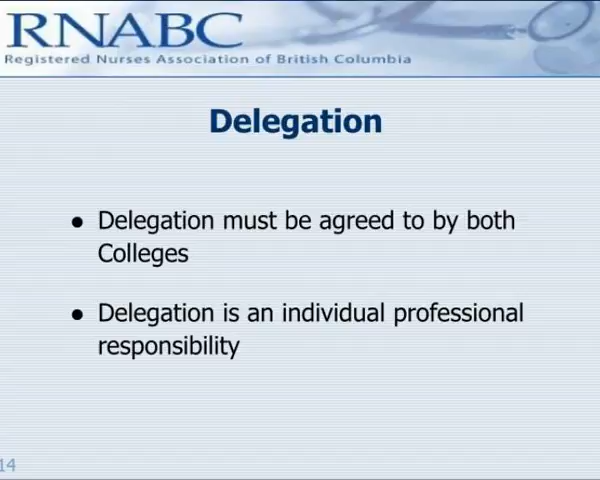 RNABC
Registered Nurses Association of British Columbia
Delegation
● Delegation must be agreed to by both
Colleges
● Delegation is an individual professional
responsibility
14